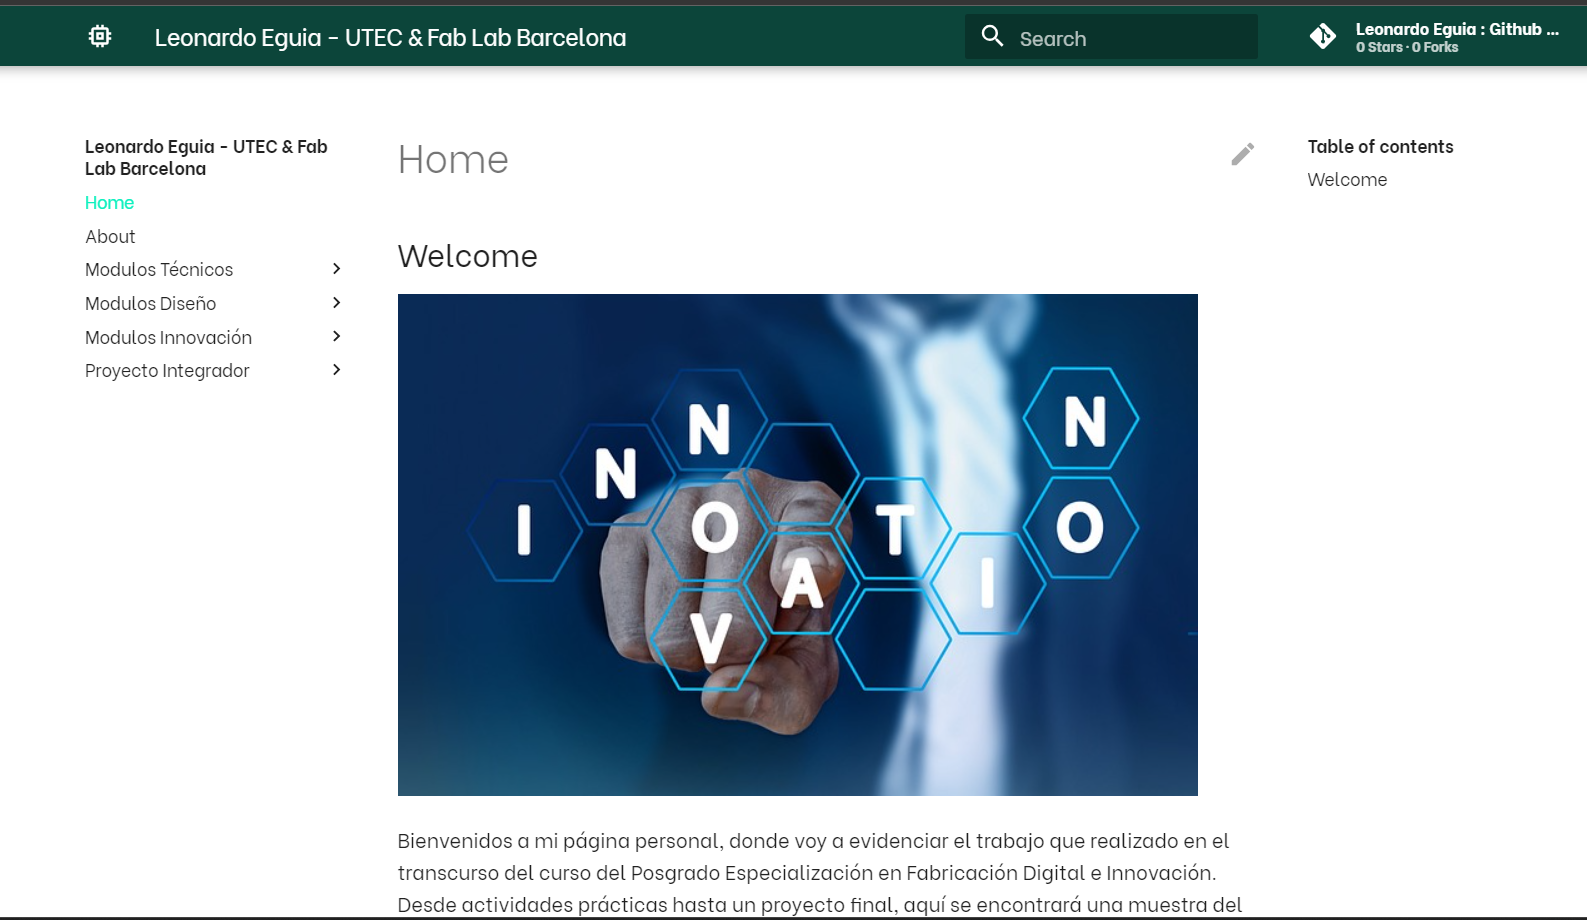 Leonardo Eguia - UTEC & Fab Lab Barcelona
Search
Leonardo Eguia : Github ...
0 Stars · 0 Forks
Leonardo Eguia - UTEC & Fab
Lab Barcelona
Home
About
Modulos Técnicos
Modulos Diseño
Modulos Innovación
Proyecto Integrador
Home
Welcome
INNOVATION
Bienvenidos a mi página personal, donde voy a evidenciar el trabajo que realizado en el
transcurso del curso del Posgrado Especialización en Fabricación Digital e Innovación.
Desde actividades prácticas hasta un proyecto final, aquí se encontrará una muestra del
Table of contents
Welcome